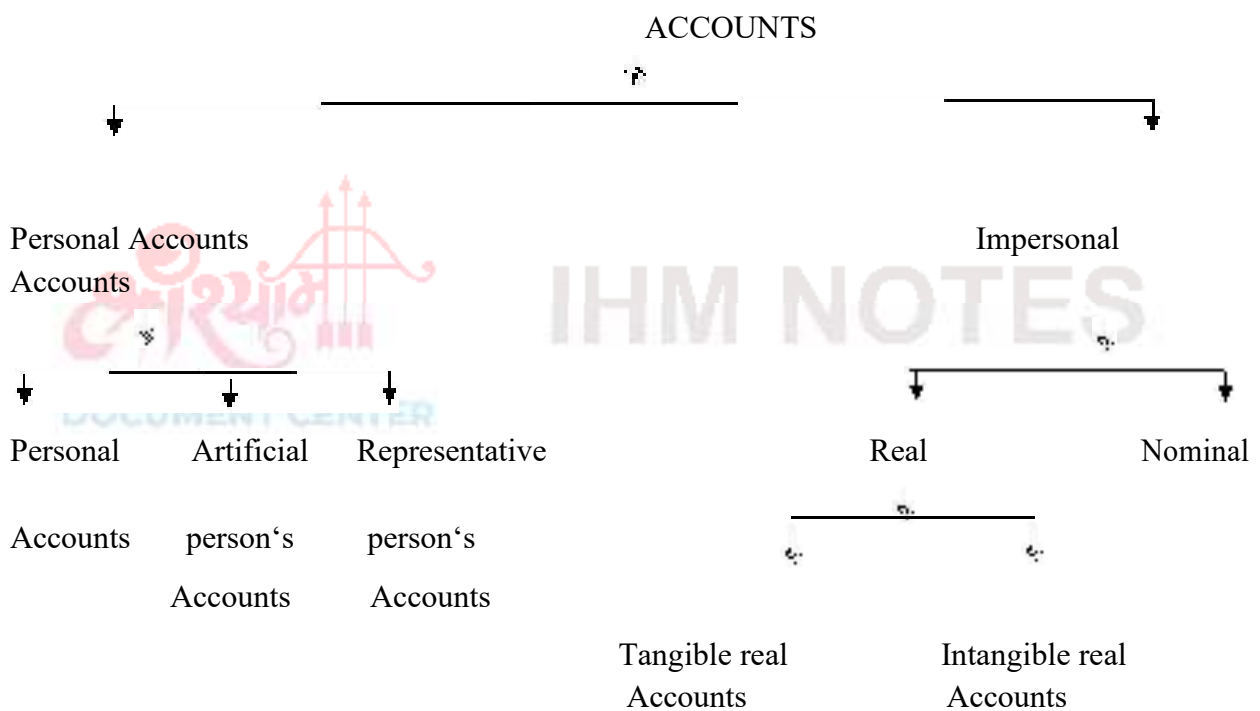 ACCOUNTS
Personal Accounts Impersonal
Accounts
IHM NOTES
DOCUMENT CENTER
Personal Artificial Representative Real Nominal
Accounts person‘s person‘s
Accounts Accounts
Tangible real Intangible real
Accounts Accounts